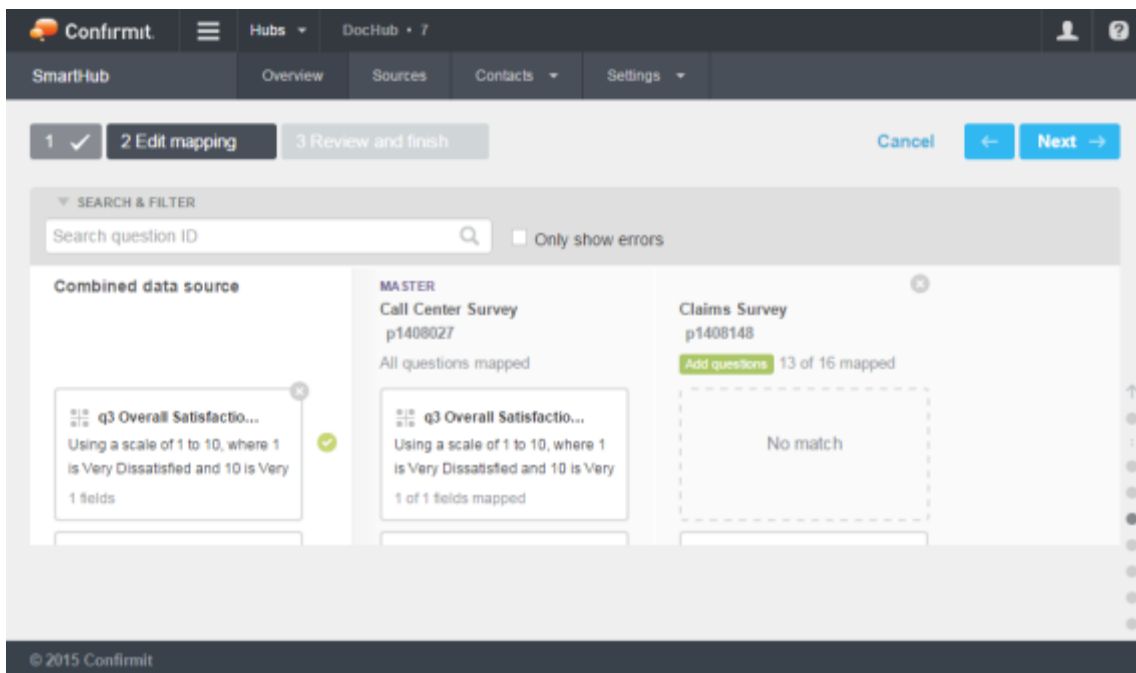 Confirmit.
Hubs
DocHub • 7
SmartHub
Overview
Sources
Contacts
Settings
1
2 Edit mapping
3 Review and finish
Cancel
Next
SEARCH & FILTER
Search question ID
Only show errors
Combined data source
MASTER
Call Center Survey
p1408027
All questions mapped
Claims Survey
p1408148
Add questions 13 of 16 mapped
q3 Overall Satisfactio...
Using a scale of 1 to 10, where 1
is Very Dissatisfied and 10 is Very
1 fields
q3 Overall Satisfactio...
Using a scale of 1 to 10, where 1
is Very Dissatisfied and 10 is Very
1 of 1 fields mapped
No match
© 2015 Confirmit